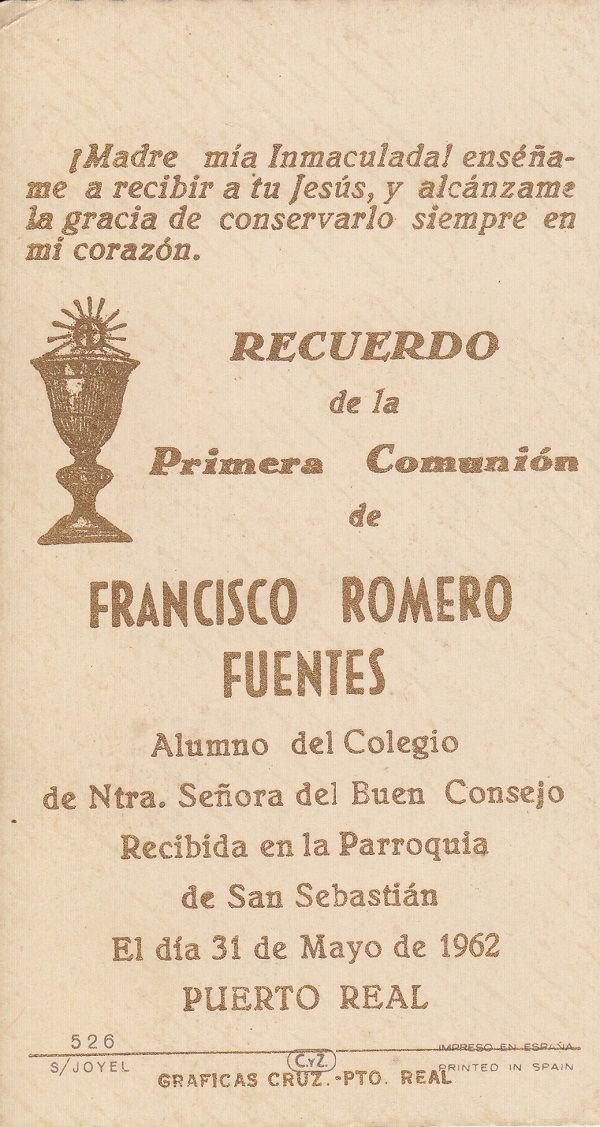 ¡Madre mía Inmaculada! enséña-
me a recibir a tu Jesús, y alcánzame
la gracia de conservarlo siempre en
mi corazón.
RECUERDO
de la
Primera Comunión
de
FRANCISCO ROMERO
FUENTES
Alumno del Colegio
de Ntra. Señora del Buen Consejo
Recibida en la Parroquia
de San Sebastián
El día 31 de Mayo de 1962
PUERTO REAL
526
S/JOYEL
C.yZ.
IMPRESO EN ESPAÑA
PRINTED IN SPAIN
GRAFICAS CRUZ.-PTO. REAL